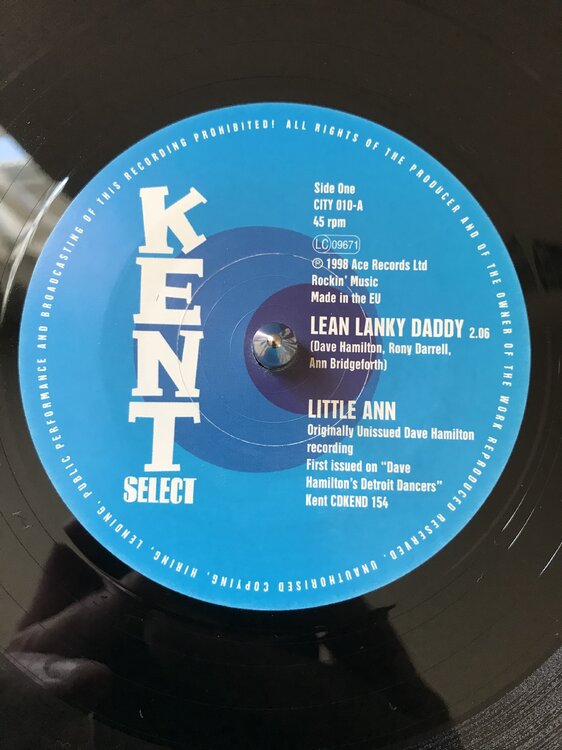 KENT
SELECT
Side One
CITY 010-A
45 rpm
LC 09671
℗ 1998 Ace Records Ltd
Rockin' Music
Made in the EU
LEAN LANKY DADDY 2.06
(Dave Hamilton, Rony Darrell,
Ann Bridgeforth)
LITTLE ANN
Originally Unissued Dave Hamilton
recording
First issued on "Dave
Hamilton's Detroit Dancers"
Kent CDKEND 154
ALL RIGHTS OF THE PRODUCER AND OF THE OWNER OF THE WORK REPRODUCED RESERVED. UNAUTHORISED COPYING, HIRING, LENDING, PUBLIC PERFORMANCE AND BROADCASTING OF THIS RECORDING PROHIBITED!